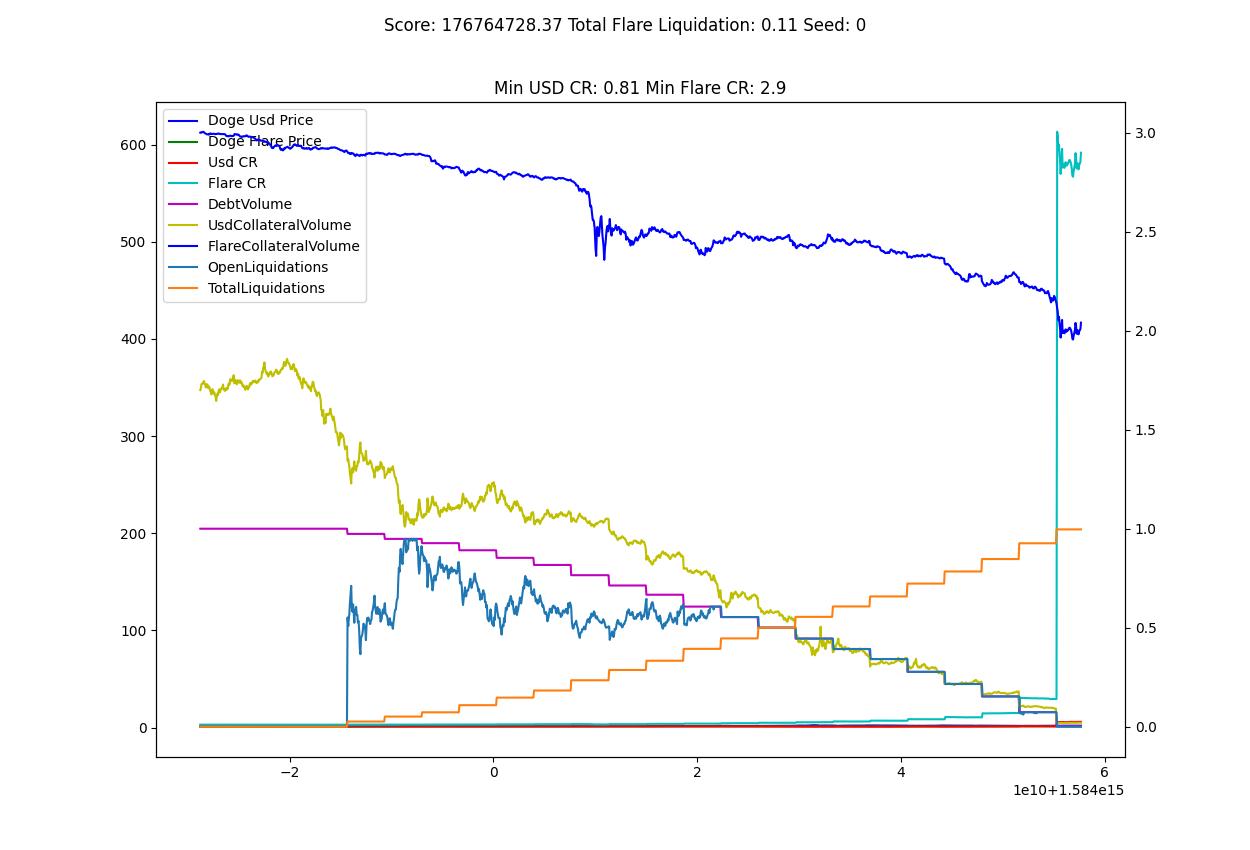 Score: 176764728.37 Total Flare Liquidation: 0.11 Seed: 0
Min USD CR: 0.81 Min Flare CR: 2.9
Doge Usd Price
Doge Flare Price
Usd CR
Flare CR
DebtVolume
UsdCollateralVolume
FlareCollateralVolume
OpenLiquidations
TotalLiquidations
600
500
400
300
200
100
0
3.0
2.5
2.0
1.5
1.0
0.5
0.0
−2
0
2
4
6
1e10+1.584e15